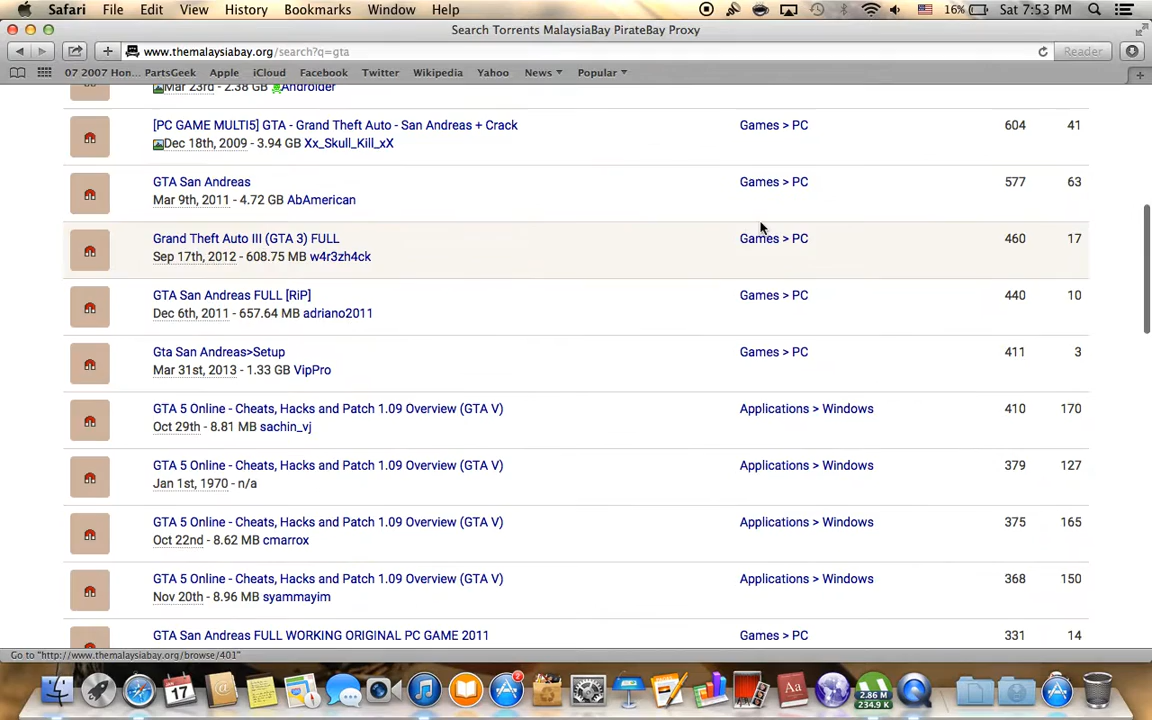 Safari File Edit View History Bookmarks Window Help 16% Sat 7:53 PM
Search Torrents MalaysiaBay PirateBay Proxy
www.themalaysiabay.org/search?q=gta Reader
07 2007 Hon... PartsGeek Apple iCloud Facebook Twitter Wikipedia Yahoo News Popular
Mar 23rd - 2.38 GB Androider
[PC GAME MULTI5] GTA - Grand Theft Auto - San Andreas + Crack Games > PC 604 41
Dec 18th, 2009 - 3.94 GB Xx_Skull_Kill_xX
GTA San Andreas Games > PC 577 63
Mar 9th, 2011 - 4.72 GB AbAmerican
Grand Theft Auto III (GTA 3) FULL Games > PC 460 17
Sep 17th, 2012 - 608.75 MB w4r3zh4ck
GTA San Andreas FULL [RiP] Games > PC 440 10
Dec 6th, 2011 - 657.64 MB adriano2011
Gta San Andreas>Setup Games > PC 411 3
Mar 31st, 2013 - 1.33 GB VipPro
GTA 5 Online - Cheats, Hacks and Patch 1.09 Overview (GTA V) Applications > Windows 410 170
Oct 29th - 8.81 MB sachin_vj
GTA 5 Online - Cheats, Hacks and Patch 1.09 Overview (GTA V) Applications > Windows 379 127
Jan 1st, 1970 - n/a
GTA 5 Online - Cheats, Hacks and Patch 1.09 Overview (GTA V) Applications > Windows 375 165
Oct 22nd - 8.62 MB cmarrox
GTA 5 Online - Cheats, Hacks and Patch 1.09 Overview (GTA V) Applications > Windows 368 150
Nov 20th - 8.96 MB syammayim
GTA San Andreas FULL WORKING ORIGINAL PC GAME 2011 Games > PC 331 14
Go to "http://www.themalaysiabay.org/browse/401"
17 2 Aa 2.86 M
234.9 K